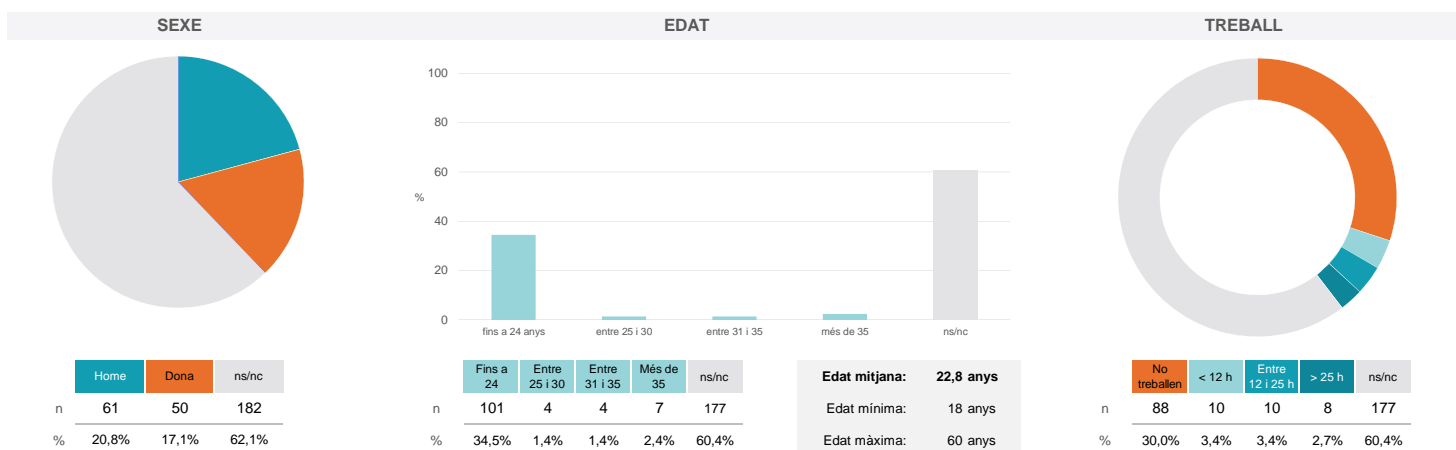 SEXE
Home Dona ns/nc
n 61 50 182
% 20,8% 17,1% 62,1%
EDAT
100
80
60
%
40
20
0
fins a 24 anys entre 25 i 30 entre 31 i 35 més de 35 ns/nc
Fins a Entre Entre Més de
24 25 i 30 31 i 35 35 ns/nc
n 101 4 4 7 177
% 34,5% 1,4% 1,4% 2,4% 60,4%
Edat mitjana: 22,8 anys
Edat mínima: 18 anys
Edat màxima: 60 anys
TREBALL
No Entre
treballen < 12 h 12 i 25 h > 25 h ns/nc
n 88 10 10 8 177
% 30,0% 3,4% 3,4% 2,7% 60,4%